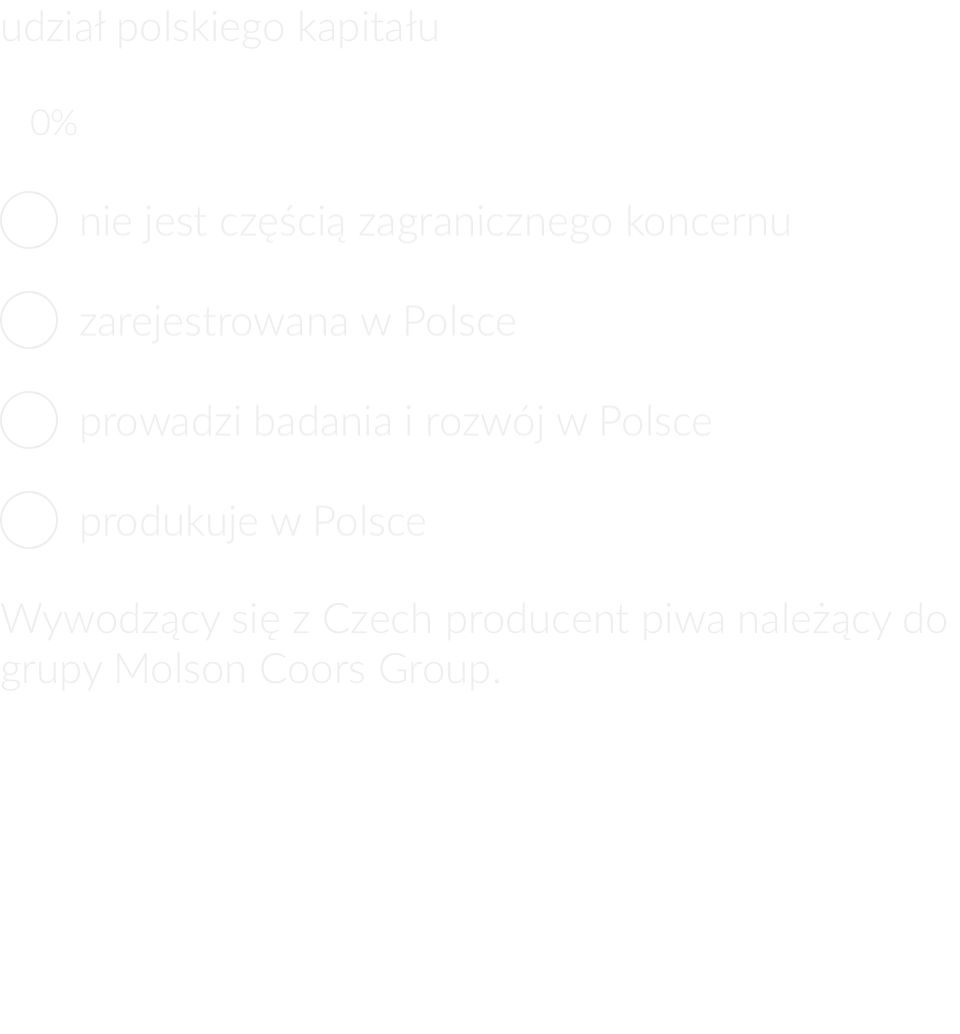 udział polskiego kapitału
0%
nie jest częścią zagranicznego koncernu
zarejestrowana w Polsce
prowadzi badania i rozwój w Polsce
produkuje w Polsce
Wywodzący się z Czech producent piwa należący do
grupy Molson Coors Group.